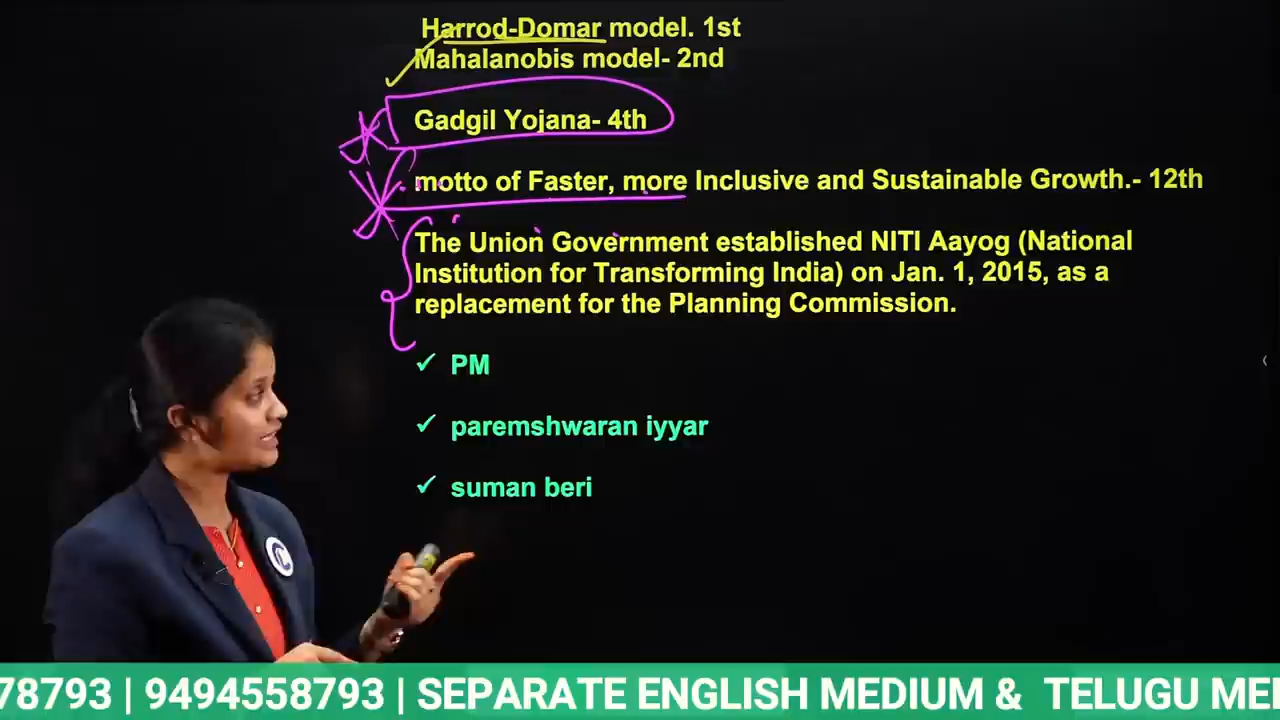 Harrod-Domar model. 1st
Mahalanobis model- 2nd
Gadgil Yojana- 4th
motto of Faster, more Inclusive and Sustainable Growth.- 12th
The Union Government established NITI Aayog (National
Institution for Transforming India) on Jan. 1, 2015, as a
replacement for the Planning Commission.
✓ PM
✓ paremshwaran iyyar
✓ suman beri
78793 | 9494558793 | SEPARATE ENGLISH MEDIUM & TELUGU ME